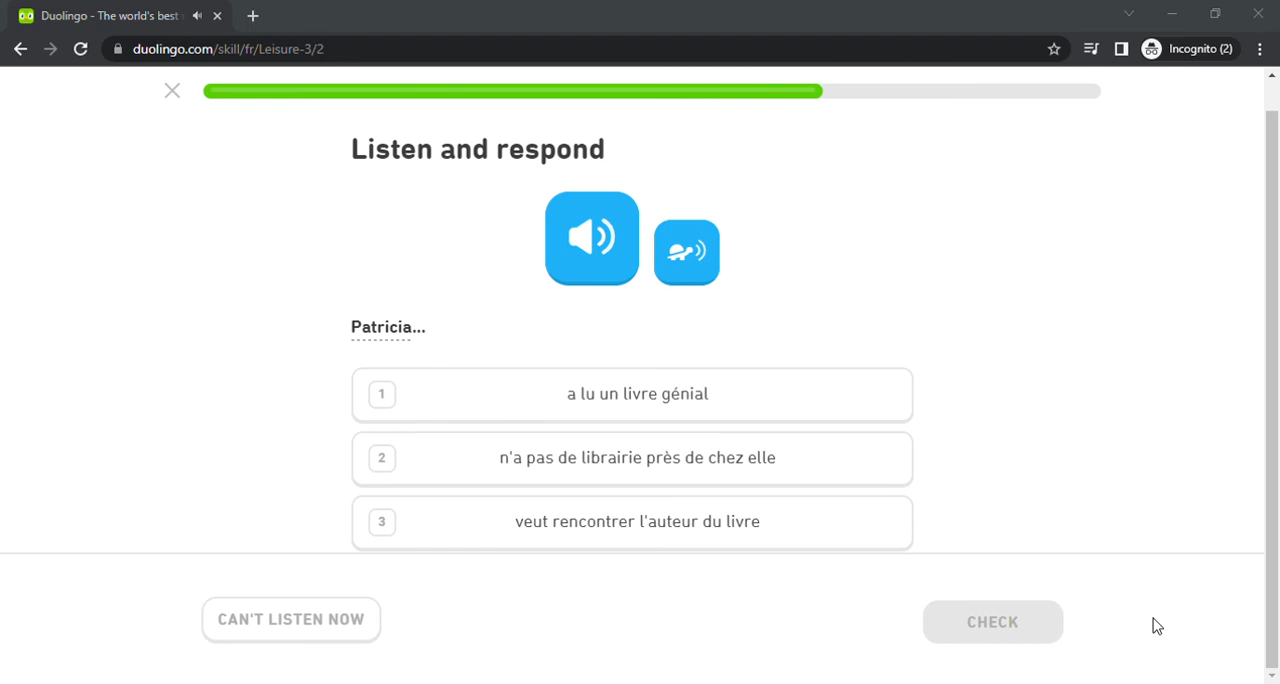 Duolingo - The world's best
duolingo.com/skill/fr/Leisure-3/2
Incognito (2)
Listen and respond
Patricia...
1 a lu un livre génial
2 n'a pas de librairie près de chez elle
3 veut rencontrer l'auteur du livre
CAN'T LISTEN NOW
CHECK